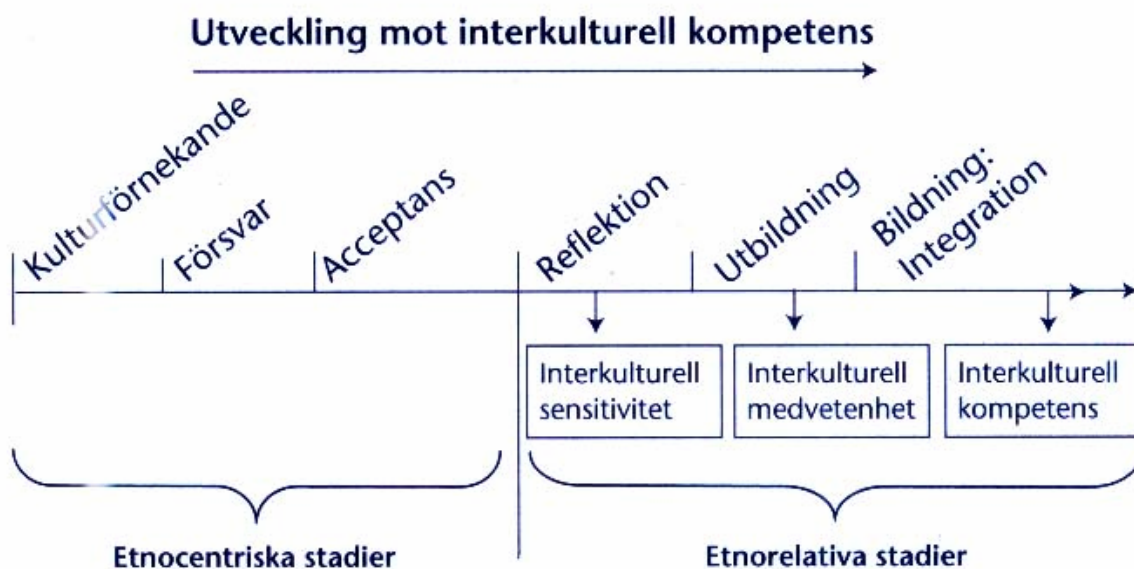 Utveckling mot interkulturell kompetens
Kulturförnekande
Försvar
Acceptans
Reflektion
Utbildning
Bildning:
Integration
Interkulturell
sensitivitet
Interkulturell
medvetenhet
Interkulturell
kompetens
Etnocentriska stadier
Etnorelativa stadier